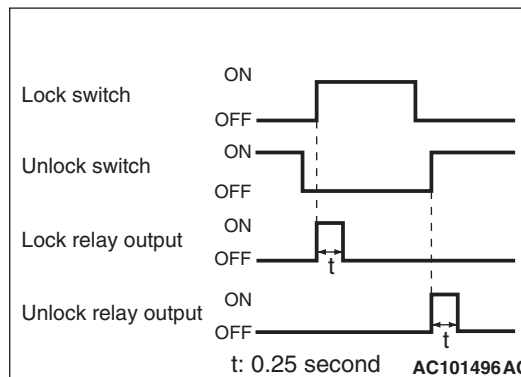 ON
Lock switch
OFF
ON
Unlock switch
OFF
ON
Lock relay output
OFF
t
ON
Unlock relay output
OFF
t
t: 0.25 second AC101496AC